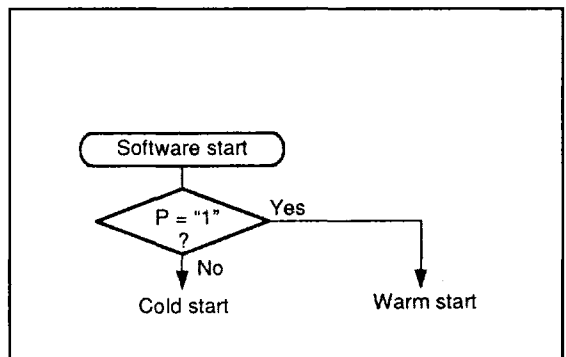 Software start
P = “1”
?
Yes
No
Cold start
Warm start